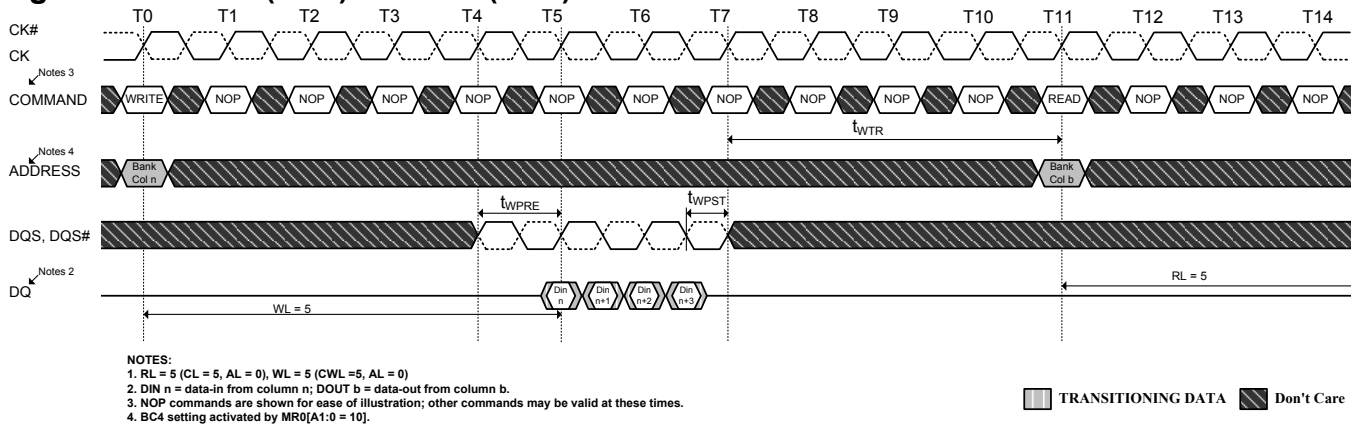 T0 T1 T2 T3 T4 T5 T6 T7 T8 T9 T10 T11 T12 T13 T14
CK#
CK
Notes 3
COMMAND WRITE NOP NOP NOP NOP NOP NOP NOP NOP NOP NOP READ NOP NOP NOP
tWTR
Notes 4
ADDRESS Bank Col n Bank Col b
tWPRE tWPST
DQS, DQS#
Notes 2
DQ Din n Din n+1 Din n+2 Din n+3 RL = 5
WL = 5
NOTES:
1. RL = 5 (CL = 5, AL = 0), WL = 5 (CWL =5, AL = 0)
2. DIN n = data-in from column n; DOUT b = data-out from column b.
3. NOP commands are shown for ease of illustration; other commands may be valid at these times.
4. BC4 setting activated by MR0[A1:0 = 10].
TRANSITIONING DATA Don't Care